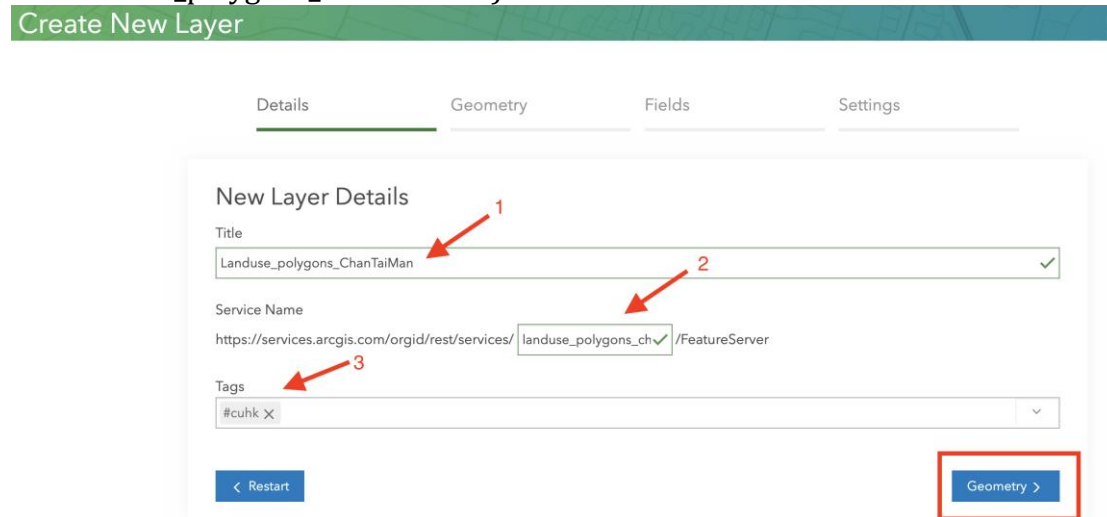 Create New Layer
Details Geometry Fields Settings
New Layer Details
1
Title
Landuse_polygons_ChanTaiMan
2
Service Name
https://services.arcgis.com/orgid/rest/services/ landuse_polygons_ch /FeatureServer
3
Tags
#cuhk ×
< Restart
Geometry >